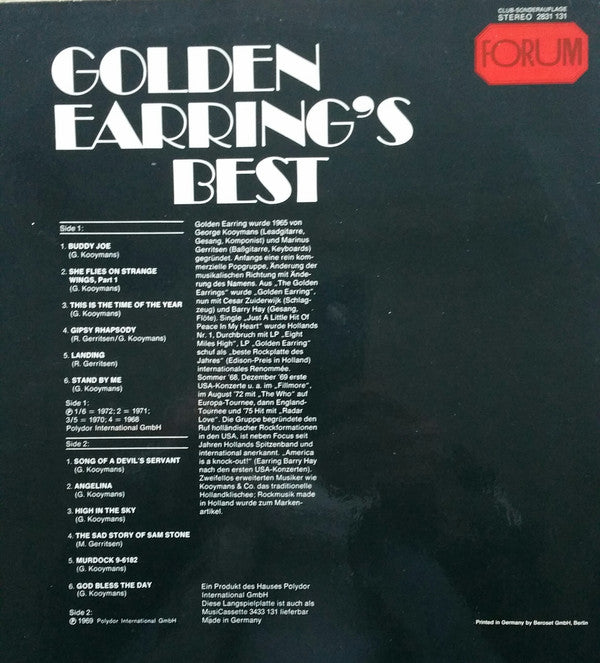 CLUB-SONDERAUFLAGE
STEREO 2831 131
FORUM
GOLDEN
EARRING'S
BEST
Side 1:
1. BUDDY JOE
(G. Kooymans)
2. SHE FLIES ON STRANGE
WINGS, Part 1
(G. Kooymans)
3. THIS IS THE TIME OF THE YEAR
(G. Kooymans)
4. GIPSY RHAPSODY
(R. Gerritsen/G. Kooymans)
5. LANDING
(R. Gerritsen)
6. STAND BY ME
(G. Kooymans)
Side 1:
℗ 1/6 = 1972; 2 = 1971;
3/5 = 1970; 4 = 1968
Polydor International GmbH
Side 2:
1. SONG OF A DEVIL'S SERVANT
(G. Kooymans)
2. ANGELINA
(G. Kooymans)
3. HIGH IN THE SKY
(G. Kooymans)
4. THE SAD STORY OF SAM STONE
(M. Gerritsen)
5. MURDOCK 9-6182
(G. Kooymans)
6. GOD BLESS THE DAY
(G. Kooymans)
Side 2:
℗ 1969 Polydor International GmbH
Golden Earring wurde 1965 von
George Kooymans (Leadgitarre,
Gesang, Komponist) und Marinus
Gerritsen (Baßgitarre, Keyboards)
gegründet. Anfangs eine rein kom-
merzielle Popgruppe, Änderung der
musikalischen Richtung mit Ände-
rung des Namens. Aus „The Golden
Earrings" wurde „Golden Earring",
nun mit Cesar Zuiderwijk (Schlag-
zeug) und Barry Hay (Gesang,
Flöte). Single „Just A Little Hit Of
Peace In My Heart" wurde Hollands
Nr. 1, Durchbruch mit LP „Eight
Miles High", LP „Golden Earring"
schuf als „beste Rockplatte des
Jahres" (Edison-Preis in Holland)
internationales Renommée.
Sommer '68, Dezember '69 erste
USA-Konzerte u. a. im „Fillmore",
im August '72 mit „The Who" auf
Europa-Tournee, dann England-
Tournee und '75 Hit mit „Radar
Love". Die Gruppe begründete den
Ruf holländischer Rockformationen
in den USA, ist neben Focus seit
Jahren Hollands Spitzenband und
international anerkannt. „America
is a knock-out!" (Earring Barry Hay
nach den ersten USA-Konzerten).
Zweifellos erweiterten Musiker wie
Kooymans & Co. das traditionelle
Hollandklischee; Rockmusik made
in Holland wurde zum Marken-
artikel.
Ein Produkt des Hauses Polydor
International GmbH
Diese Langspielplatte ist auch als
MusiCassette 3433 131 lieferbar
Made in Germany
Printed in Germany by Beroset GmbH, Berlin